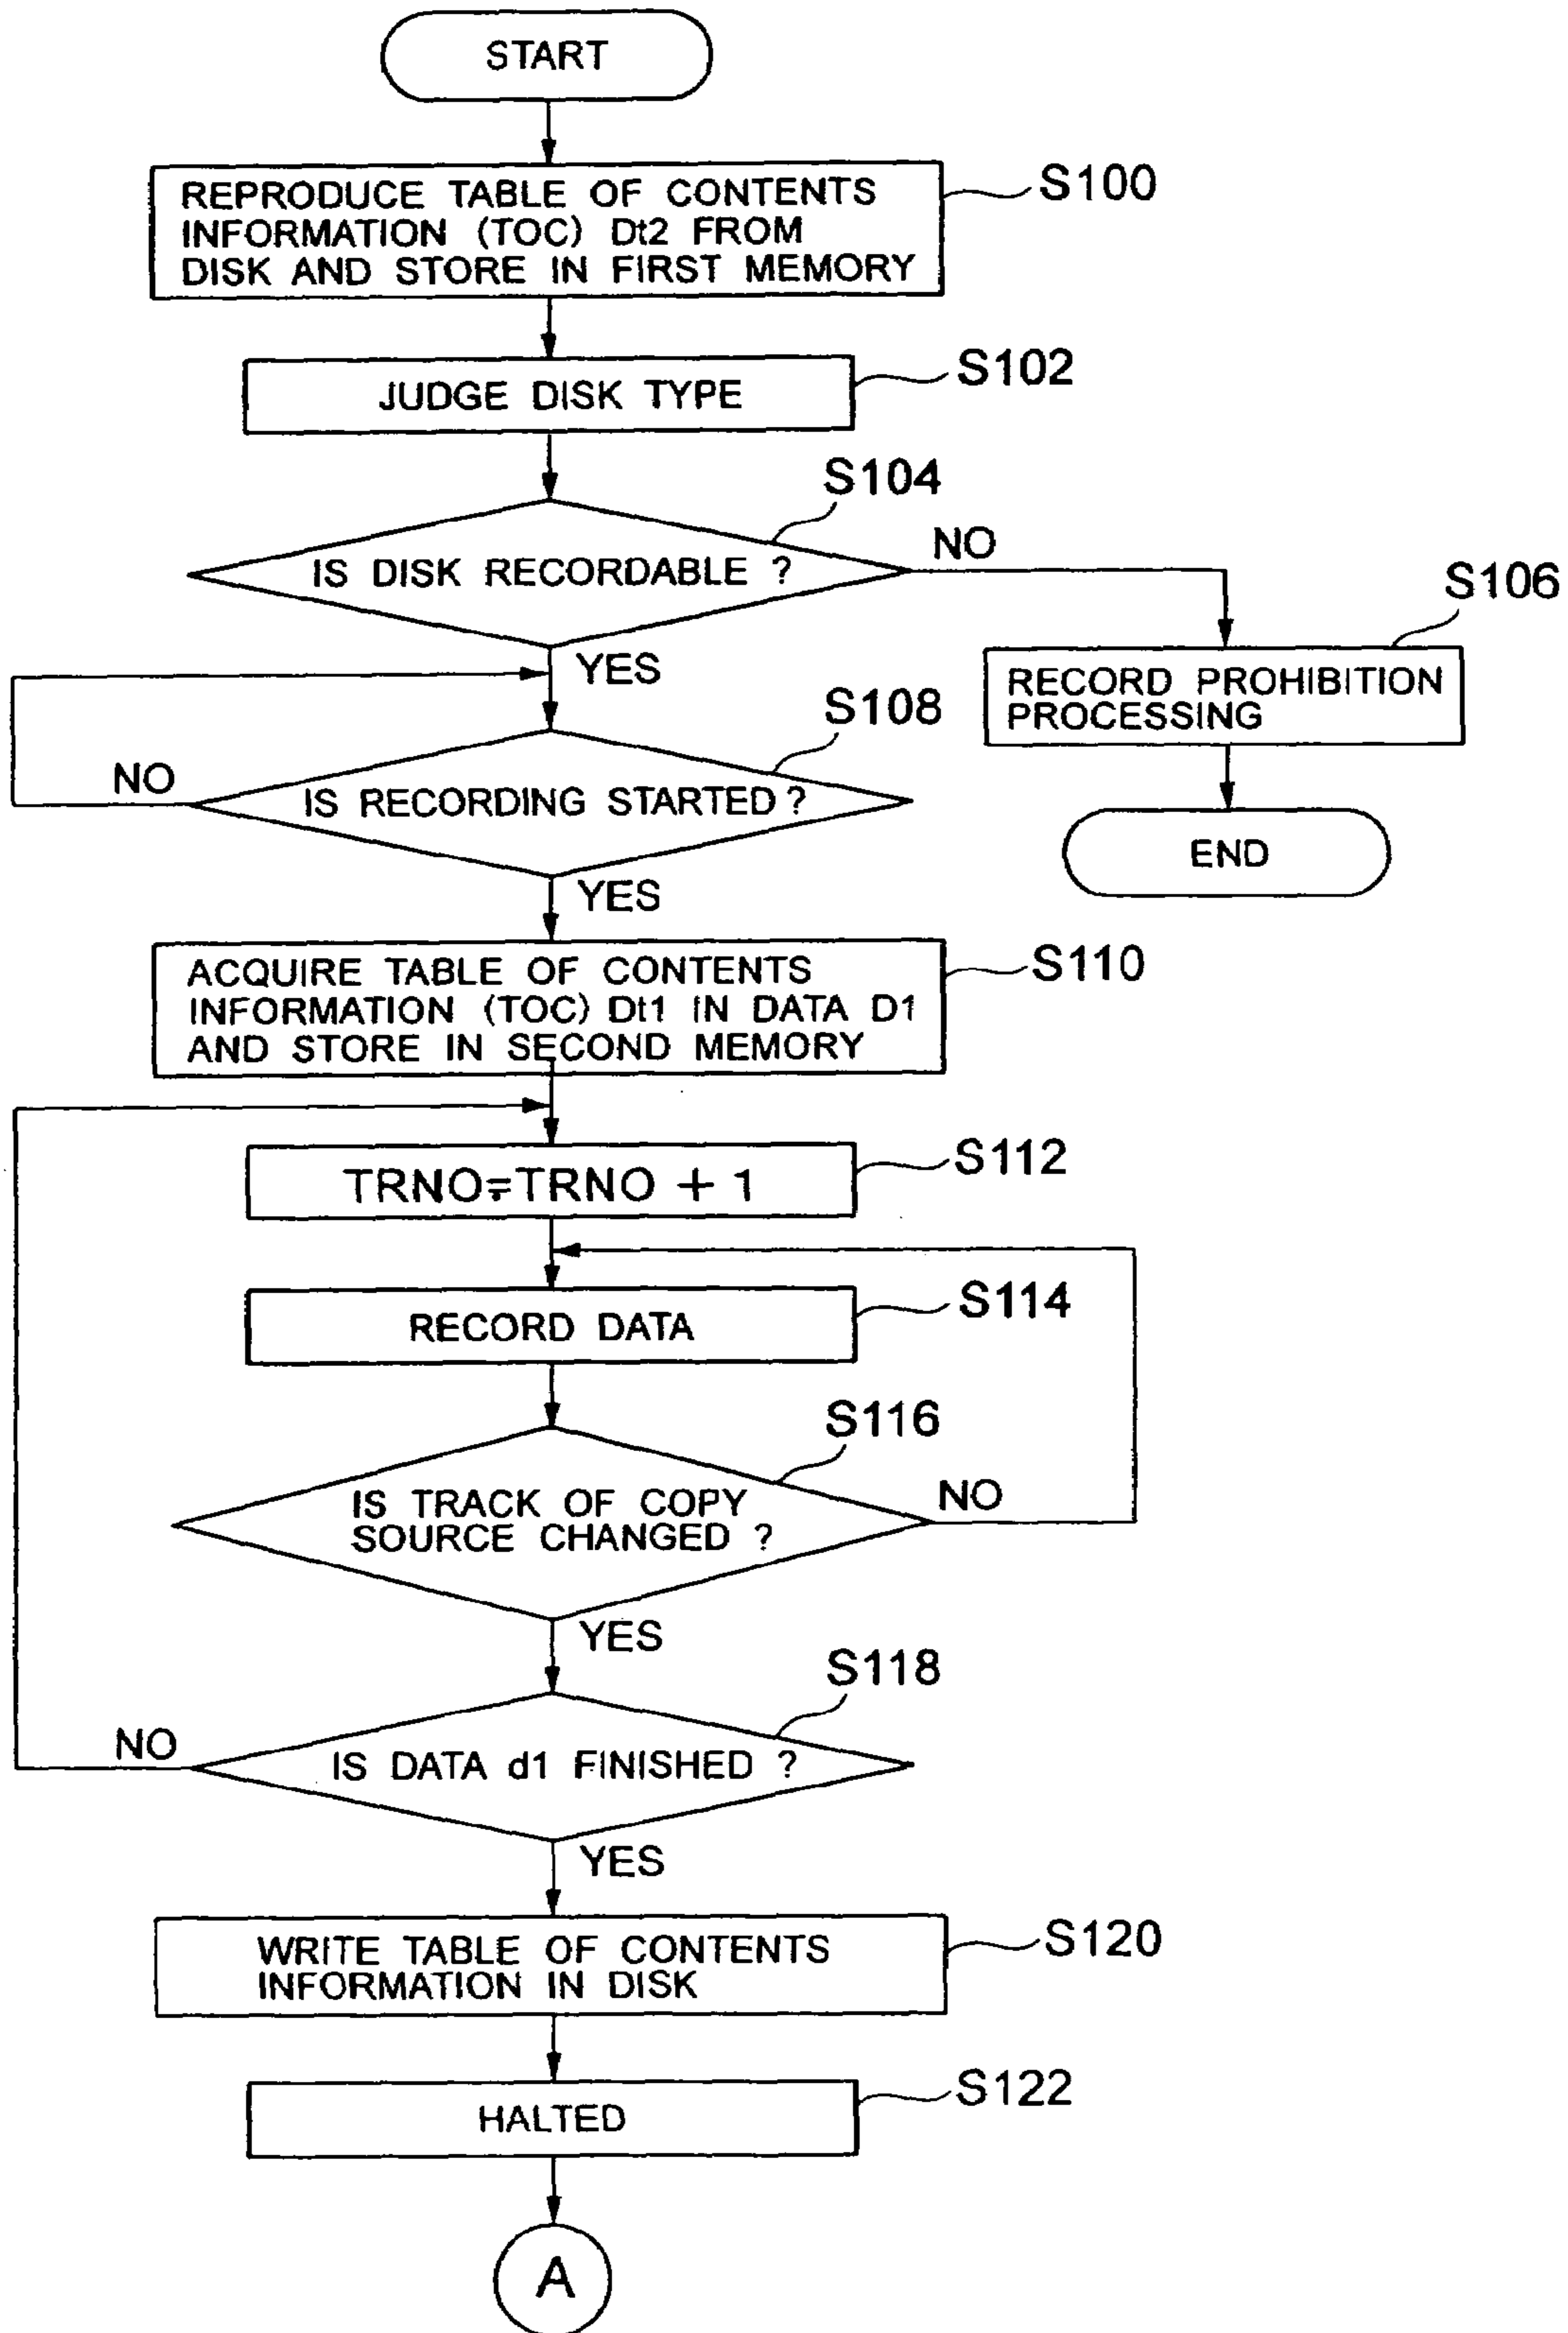 START
REPRODUCE TABLE OF CONTENTS
INFORMATION (TOC) Dt2 FROM
DISK AND STORE IN FIRST MEMORY
S100
JUDGE DISK TYPE
S102
S104
IS DISK RECORDABLE ?
NO
S106
RECORD PROHIBITION
PROCESSING
END
YES
S108
NO
IS RECORDING STARTED ?
YES
ACQUIRE TABLE OF CONTENTS
INFORMATION (TOC) Dt1 IN DATA D1
AND STORE IN SECOND MEMORY
S110
TRNO=TRNO + 1
S112
RECORD DATA
S114
S116
IS TRACK OF COPY
SOURCE CHANGED ?
NO
YES
S118
NO
IS DATA d1 FINISHED ?
YES
WRITE TABLE OF CONTENTS
INFORMATION IN DISK
S120
HALTED
S122
A